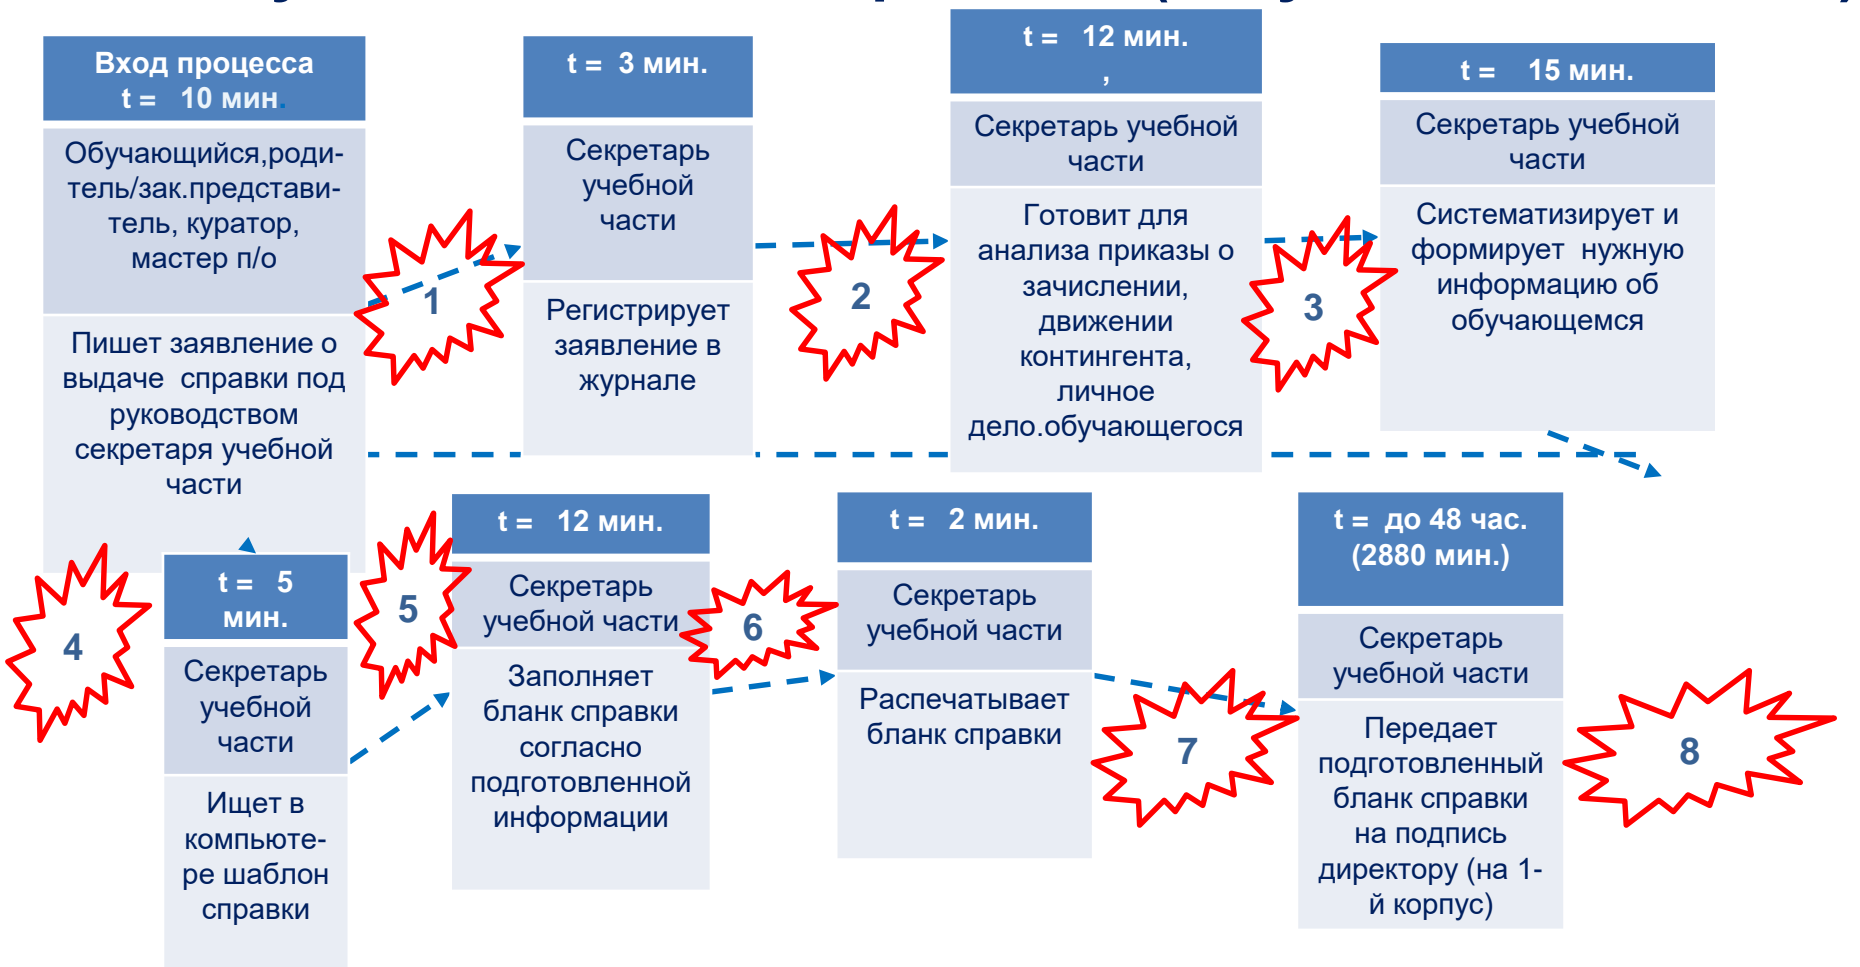 Вход процесса
t = 10 мин.
Обучающийся,роди-
тель/зак.представи-
тель, куратор,
мастер п/о
Пишет заявление о
выдаче справки под
руководством
секретаря учебной
части
1
t = 3 мин.
Секретарь
учебной
части
Регистрирует
заявление в
журнале
2
t = 12 мин.
,
Секретарь учебной
части
Готовит для
анализа приказы о
зачислении,
движении
контингента,
личное
дело.обучающегося
3
t = 15 мин.
Секретарь учебной
части
Систематизирует и
формирует нужную
информацию об
обучающемся
4
t = 5
мин.
Секретарь
учебной
части
Ищет в
компьюте-
ре шаблон
справки
5
t = 12 мин.
Секретарь
учебной части
Заполняет
бланк справки
согласно
подготовленной
информации
6
t = 2 мин.
Секретарь
учебной части
Распечатывает
бланк справки
7
t = до 48 час.
(2880 мин.)
Секретарь
учебной части
Передает
подготовленный
бланк справки
на подпись
директору (на 1-
й корпус)
8